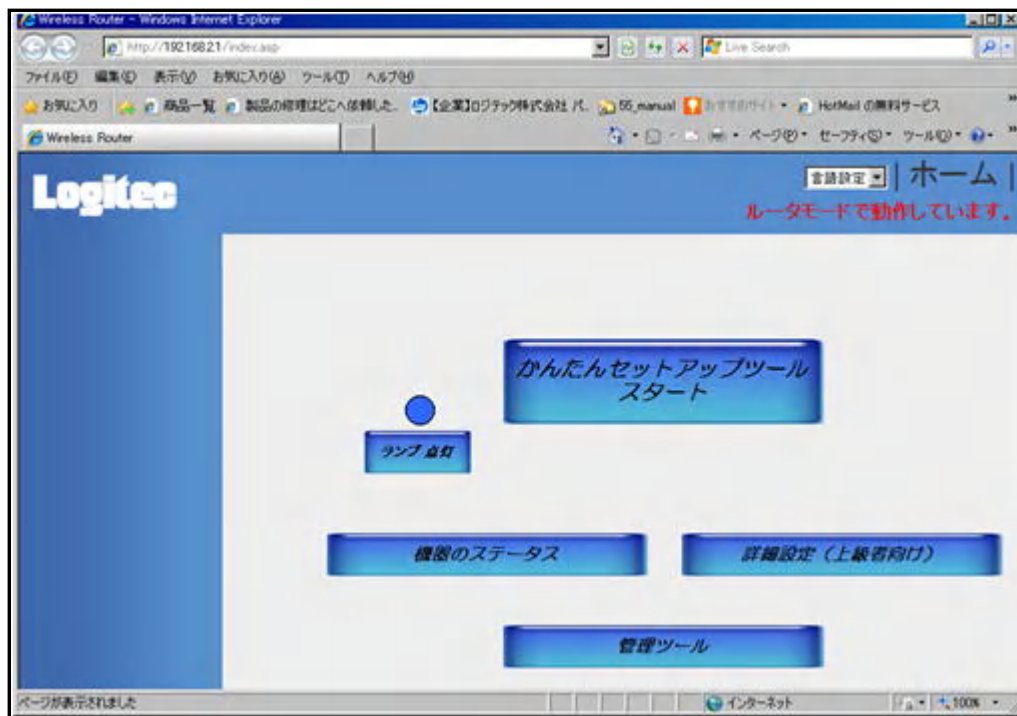 Wireless Router - Windows Internet Explorer
http://192.168.2.1/index.asp
Live Search
ファイル(F) 編集(E) 表示(V) お気に入り(A) ツール(T) ヘルプ(H)
お気に入り 商品一覧 製品の修理はどこへ依頼した... 【企業】ロジテック株式会社 パ... 55_manual おすすめサイト HotMail の無料サービス
Wireless Router
ページ(P) セーフティ(S) ツール(O)
Logitec
言語設定 | ホーム |
ルータモードで動作しています。
かんたんセットアップツール
スタート
ランプ 点灯
機器のステータス
詳細設定（上級者向け）
管理ツール
ページが表示されました
インターネット
100%